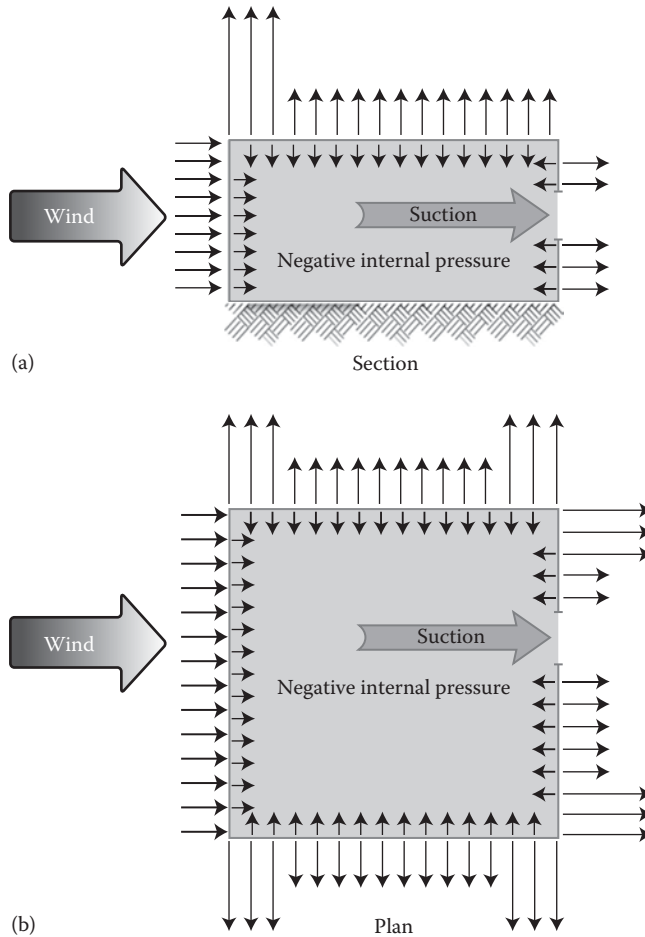 Wind
Suction
Negative internal pressure
(a)
Section
Wind
Suction
Negative internal pressure
(b)
Plan